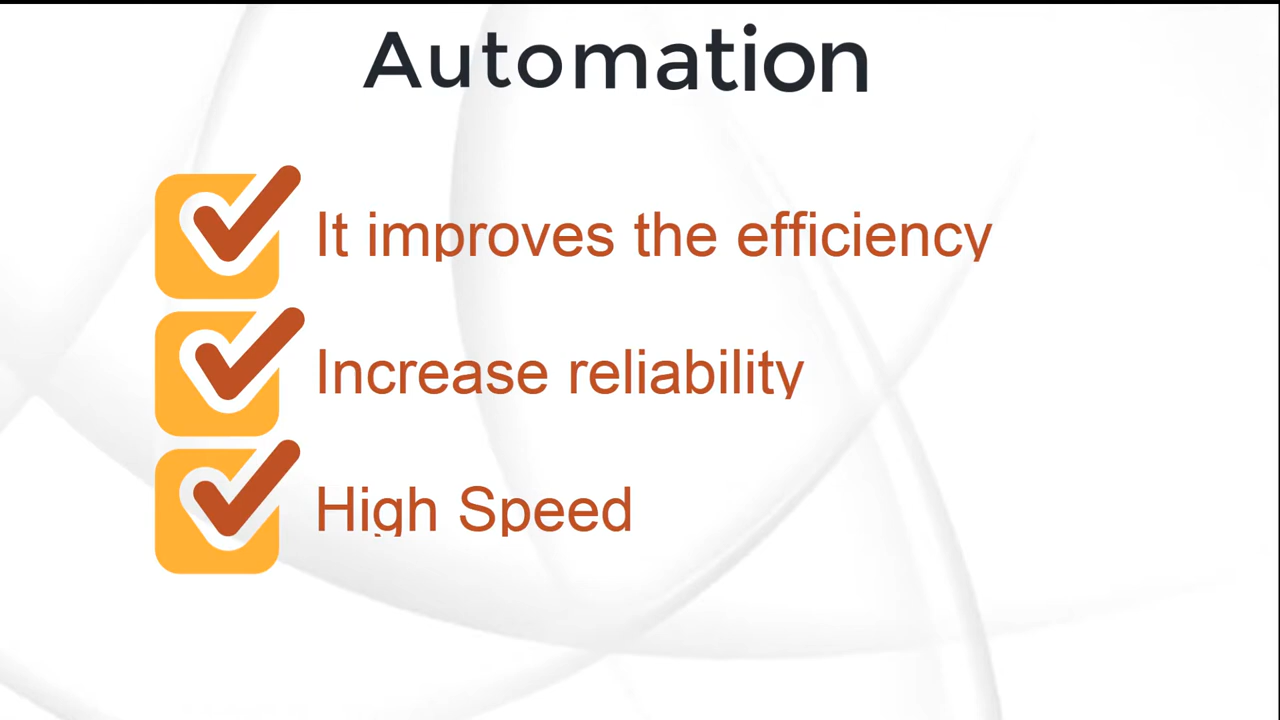 Automation
It improves the efficiency
Increase reliability
High Speed